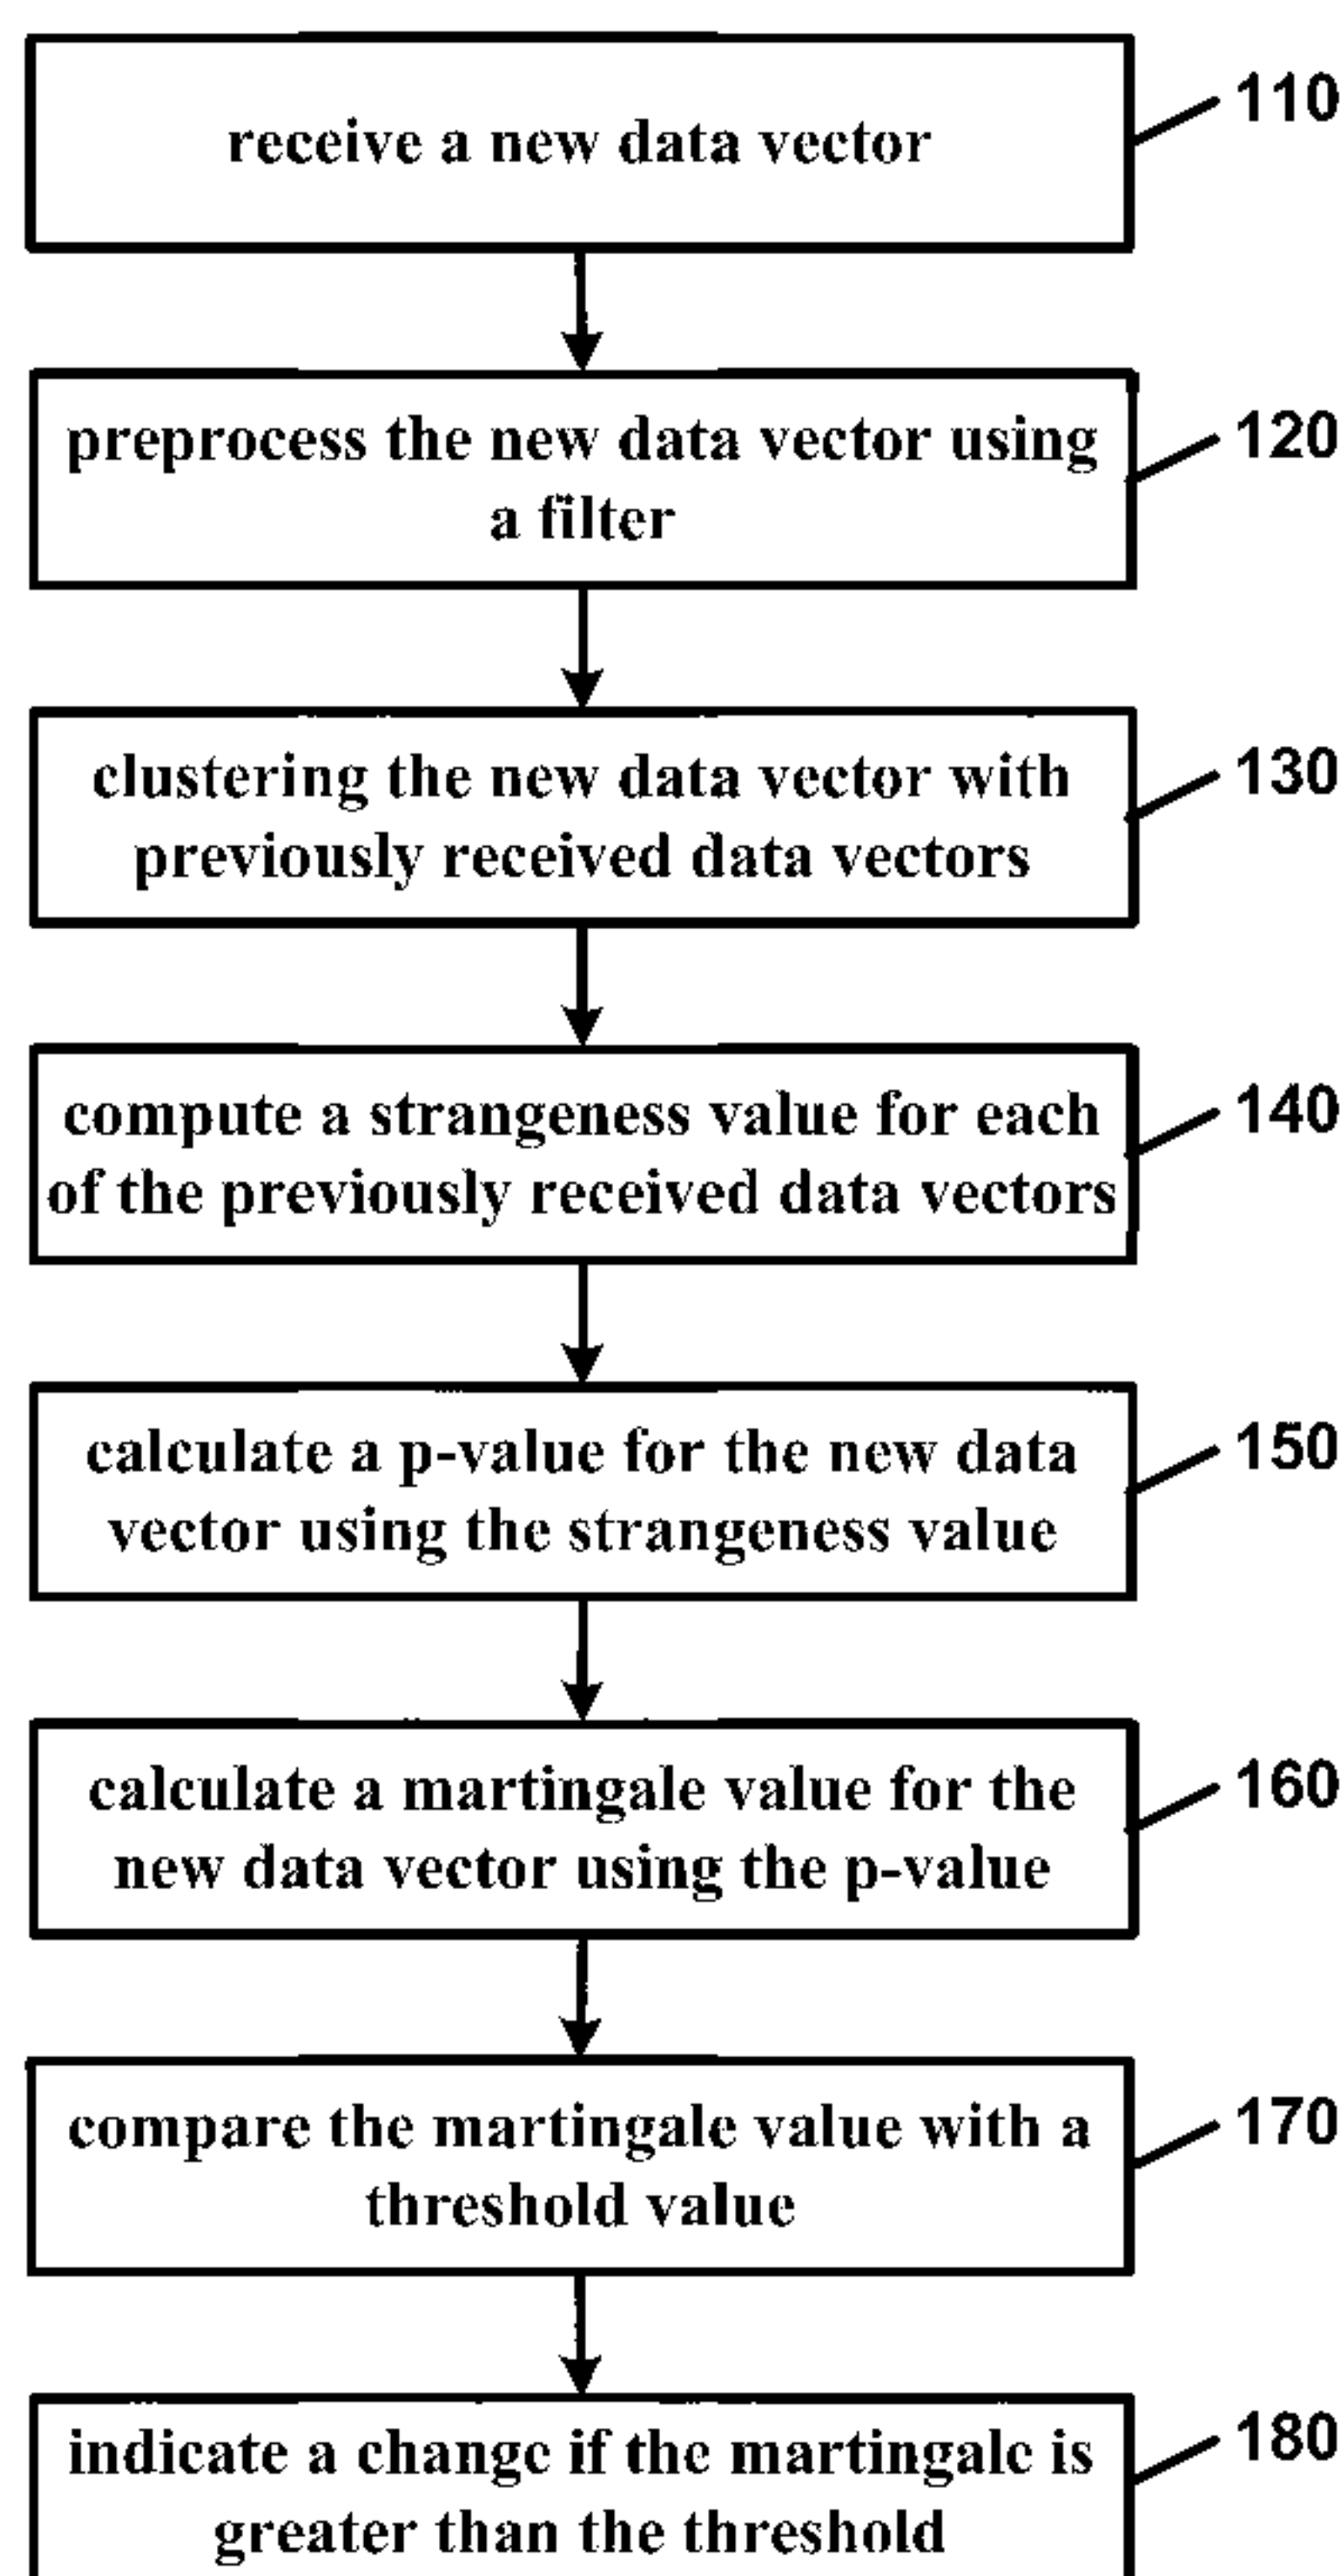 receive a new data vector
110
preprocess the new data vector using
a filter
120
clustering the new data vector with
previously received data vectors
130
compute a strangeness value for each
of the previously received data vectors
140
calculate a p-value for the new data
vector using the strangeness value
150
calculate a martingale value for the
new data vector using the p-value
160
compare the martingale value with a
threshold value
170
indicate a change if the martingale is
greater than the threshold
180